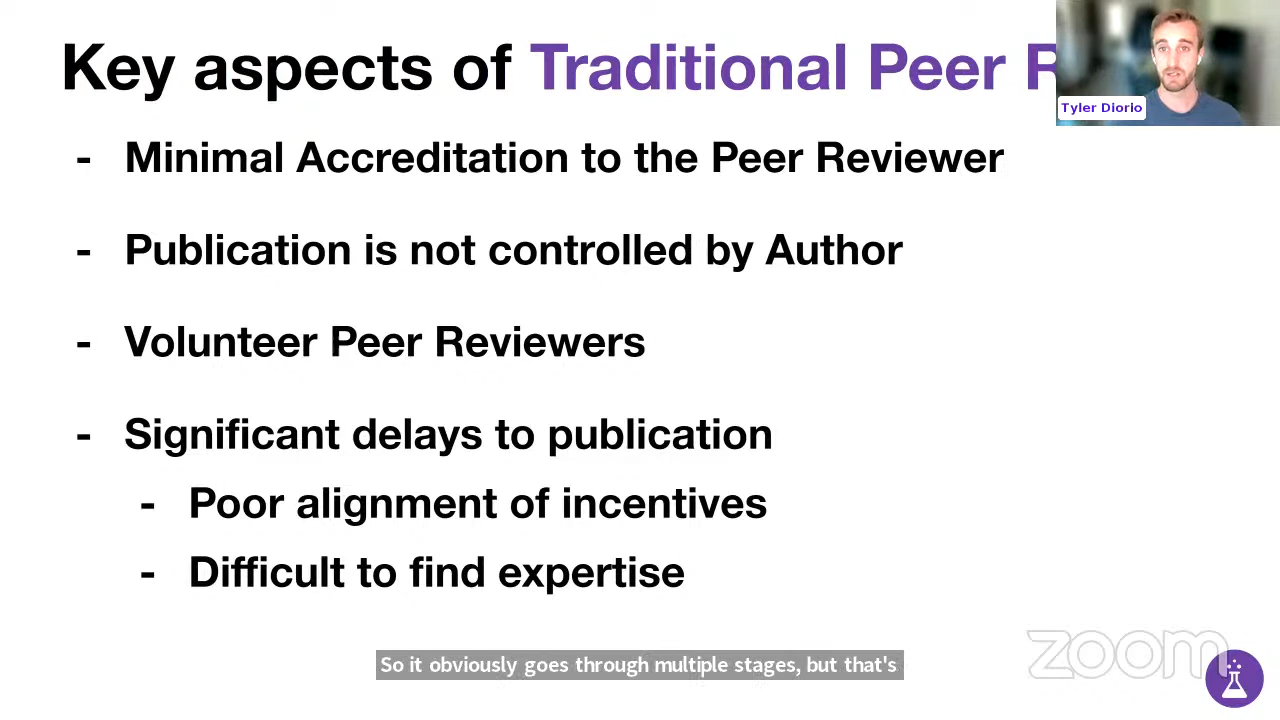 Key aspects of Traditional Peer R
Tyler Diorio
- Minimal Accreditation to the Peer Reviewer
- Publication is not controlled by Author
- Volunteer Peer Reviewers
- Significant delays to publication
- Poor alignment of incentives
- Difficult to find expertise
So it obviously goes through multiple stages, but that's
zoom